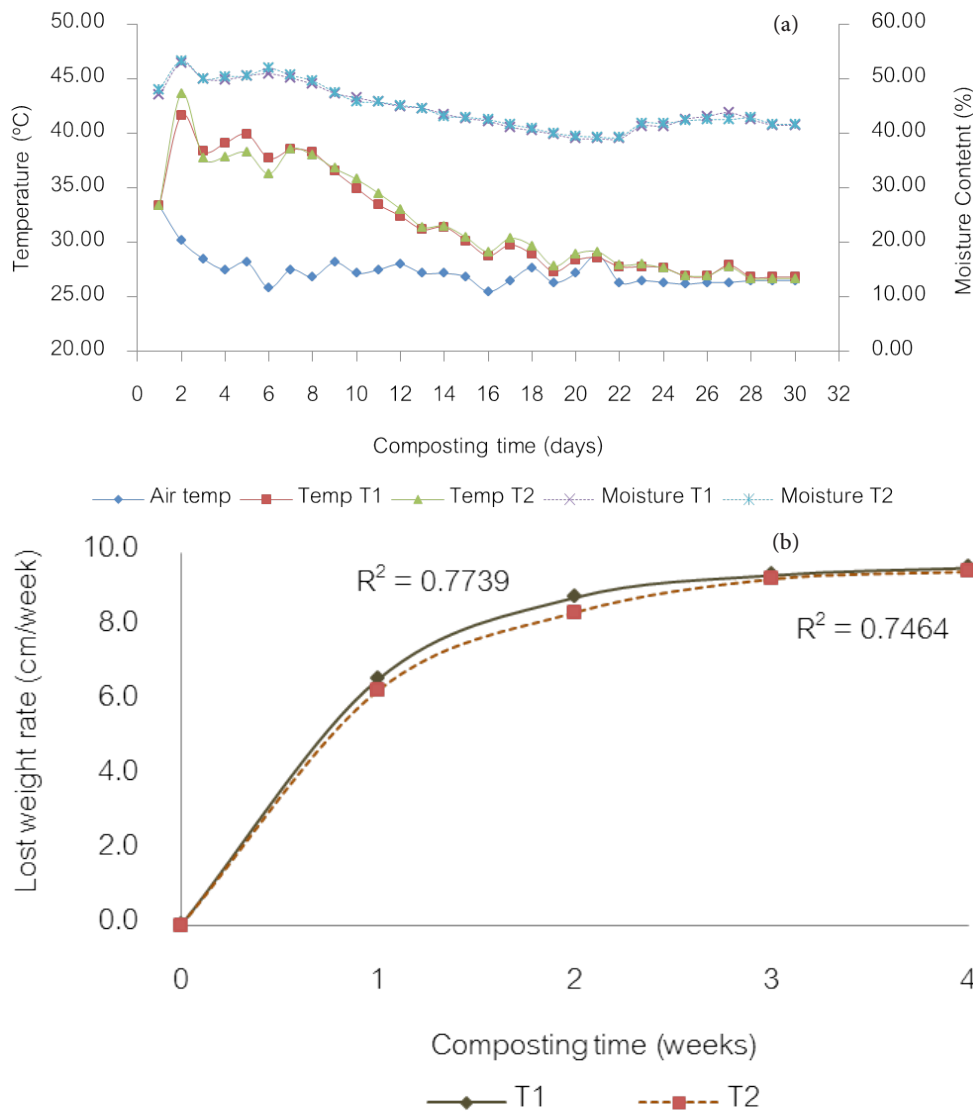 (a)
Temperature (ºC)
50.00
45.00
40.00
35.00
30.00
25.00
20.00
60.00
50.00
40.00
30.00
20.00
10.00
0.00
Moisture Contetnt (%)
0 2 4 6 8 10 12 14 16 18 20 22 24 26 28 30 32
Composting time (days)
Air temp Temp T1 Temp T2 Moisture T1 Moisture T2
(b)
Lost weight rate (cm/week)
10.0
8.0
6.0
4.0
2.0
0.0
R² = 0.7739
R² = 0.7464
0 1 2 3 4
Composting time (weeks)
T1 T2